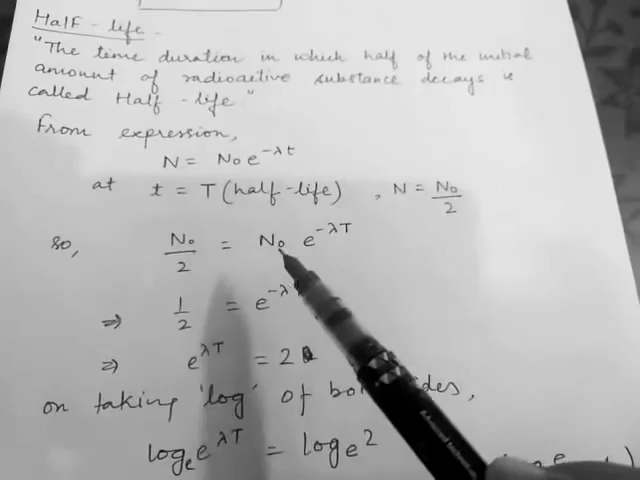 Half-life -
"The time duration in which half of the initial
amount of radioactive substance decays is
called Half-life"
From expression,
N = N₀e^-λt
at t = T (half-life) , N = N₀/2
so, N₀/2 = N₀ e^-λT
⇒ 1/2 = e^-λ
⇒ e^λT = 2
on taking 'log' of both sides,
logₑ e^λT = logₑ 2